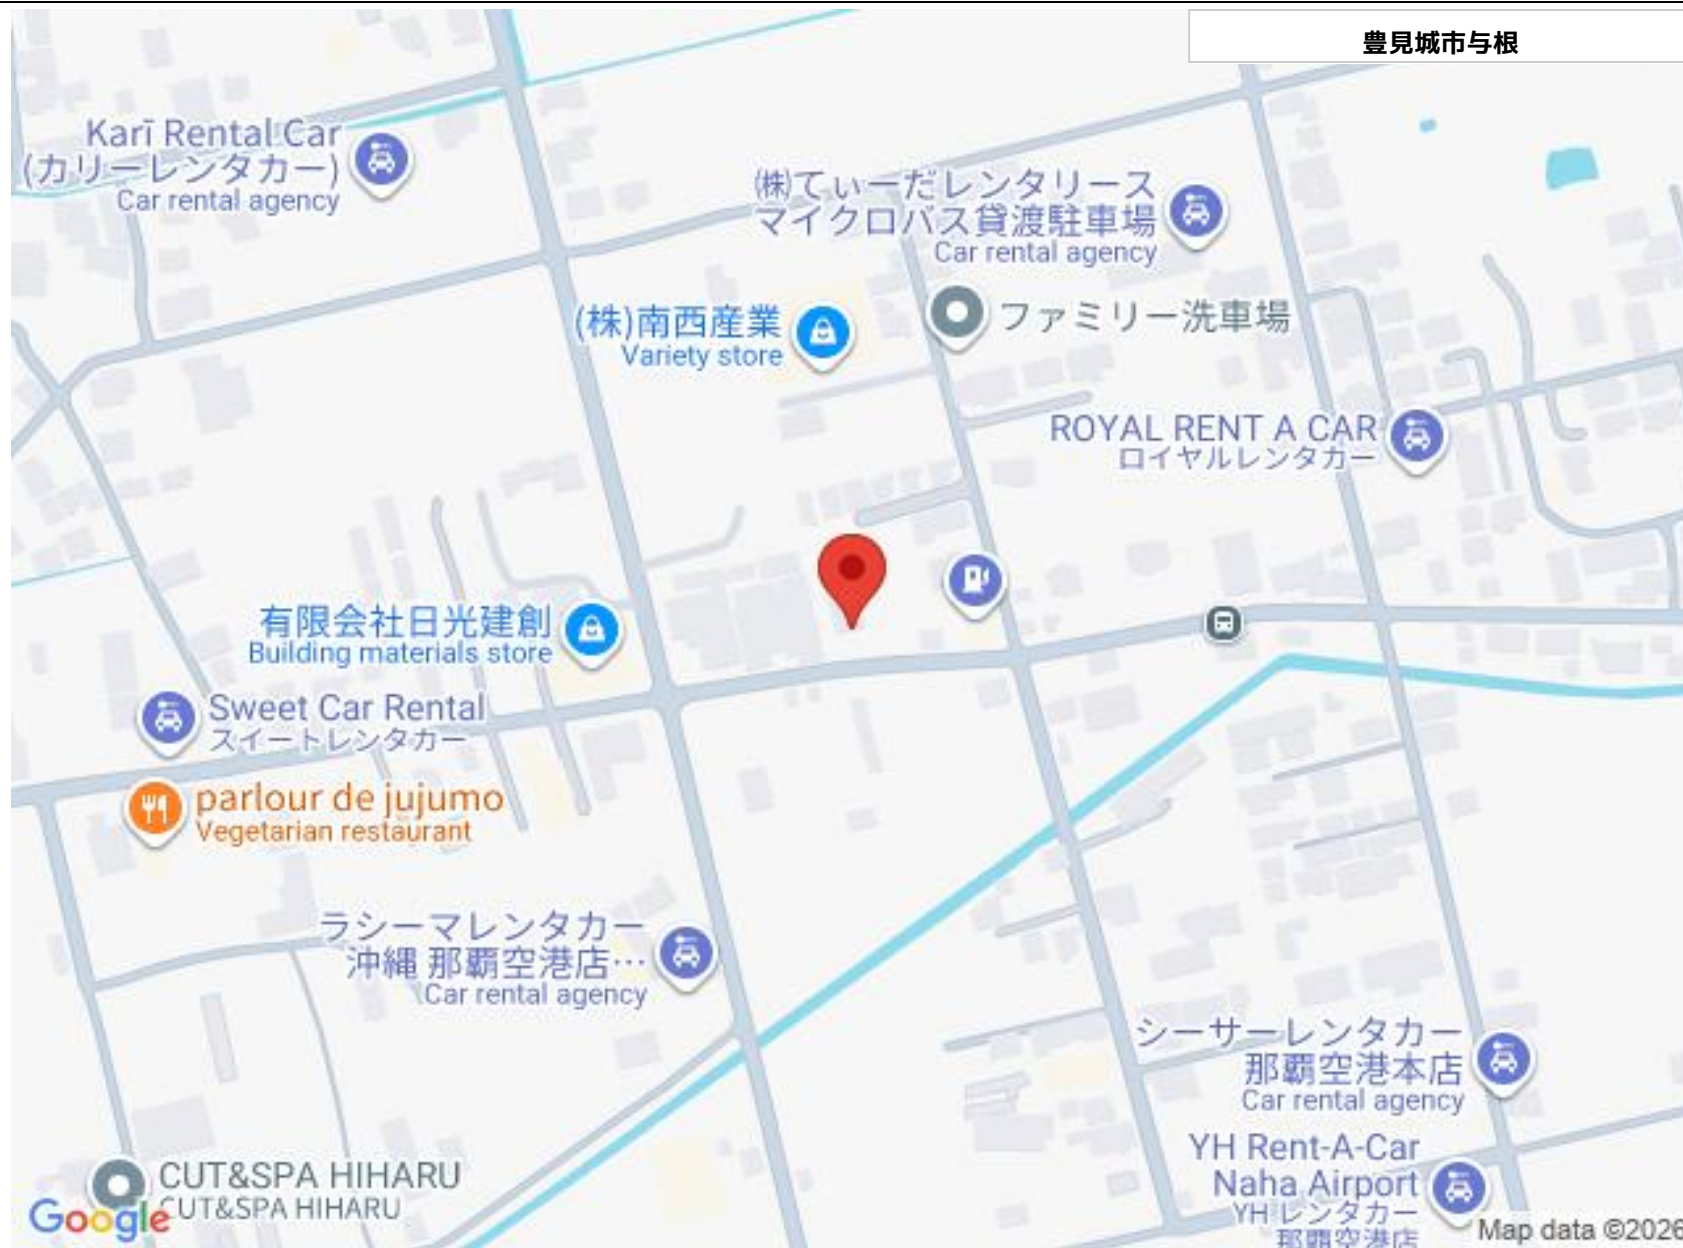 豊見城市与根
Karī Rental Car
(カリーレンタカー)
Car rental agency
(株)てぃーだレンタリース
マイクロバス貸渡駐車場
Car rental agency
(株)南西産業
Variety store
ファミリー洗車場
ROYAL RENT A CAR
ロイヤルレンタカー
有限会社日光建創
Building materials store
Sweet Car Rental
スイートレンタカー
parlour de jujumo
Vegetarian restaurant
ラシーマレンタカー
沖縄 那覇空港店…
Car rental agency
シーサーレンタカー
那覇空港本店
Car rental agency
YH Rent-A-Car
Naha Airport
YH レンタカー
那覇空港店
CUT&SPA HIHARU
CUT&SPA HIHARU
Google
Map data ©2026